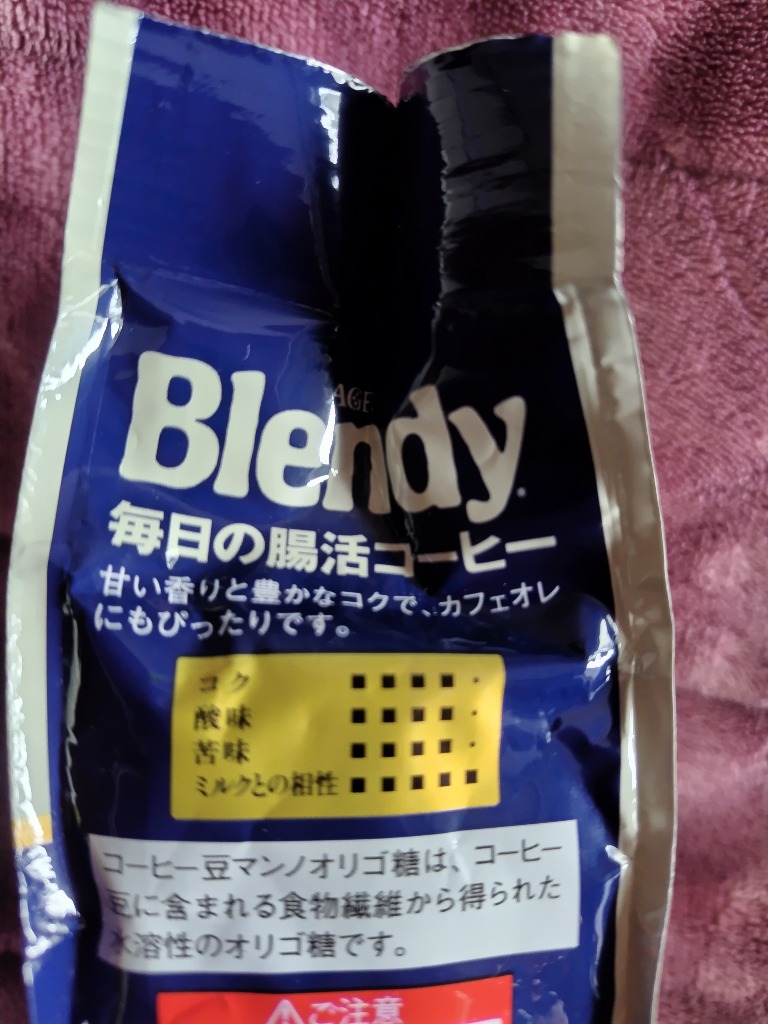 AGF
Blendy
毎日の腸活コーヒー
甘い香りと豊かなコクで、カフェオレ
にもぴったりです。
コク ■■■■・
酸味 ■■■■・
苦味 ■■■■・
ミルクとの相性 ■■■■■
コーヒー豆マンノオリゴ糖は、コーヒー
豆に含まれる食物繊維から得られた
水溶性のオリゴ糖です。
⚠ご注意